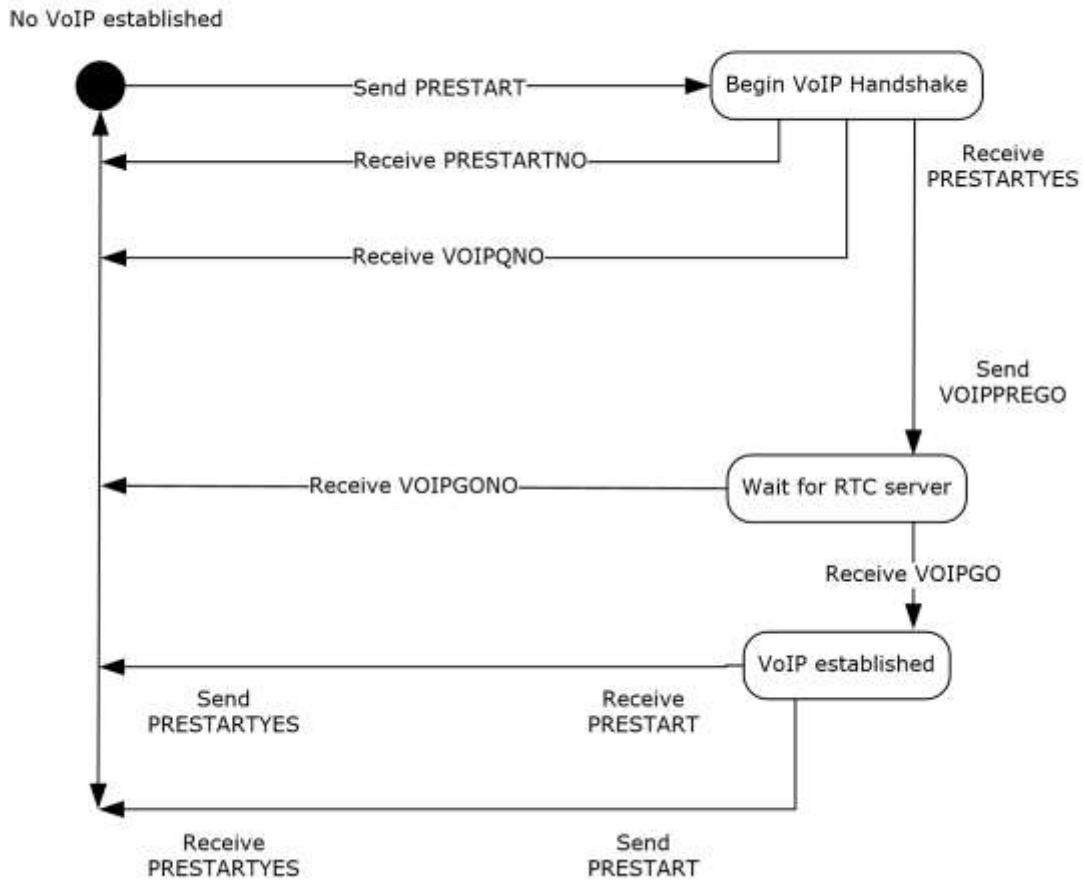 No VoIP established
Send PRESTART
Begin VoIP Handshake
Receive PRESTARTNO
Receive
PRESTARTYES
Receive VOIPQNO
Send
VOIPPREGO
Receive VOIPGONO
Wait for RTC server
Receive VOIPGO
VoIP established
Send
PRESTARTYES
Receive
PRESTART
Receive
PRESTARTYES
Send
PRESTART